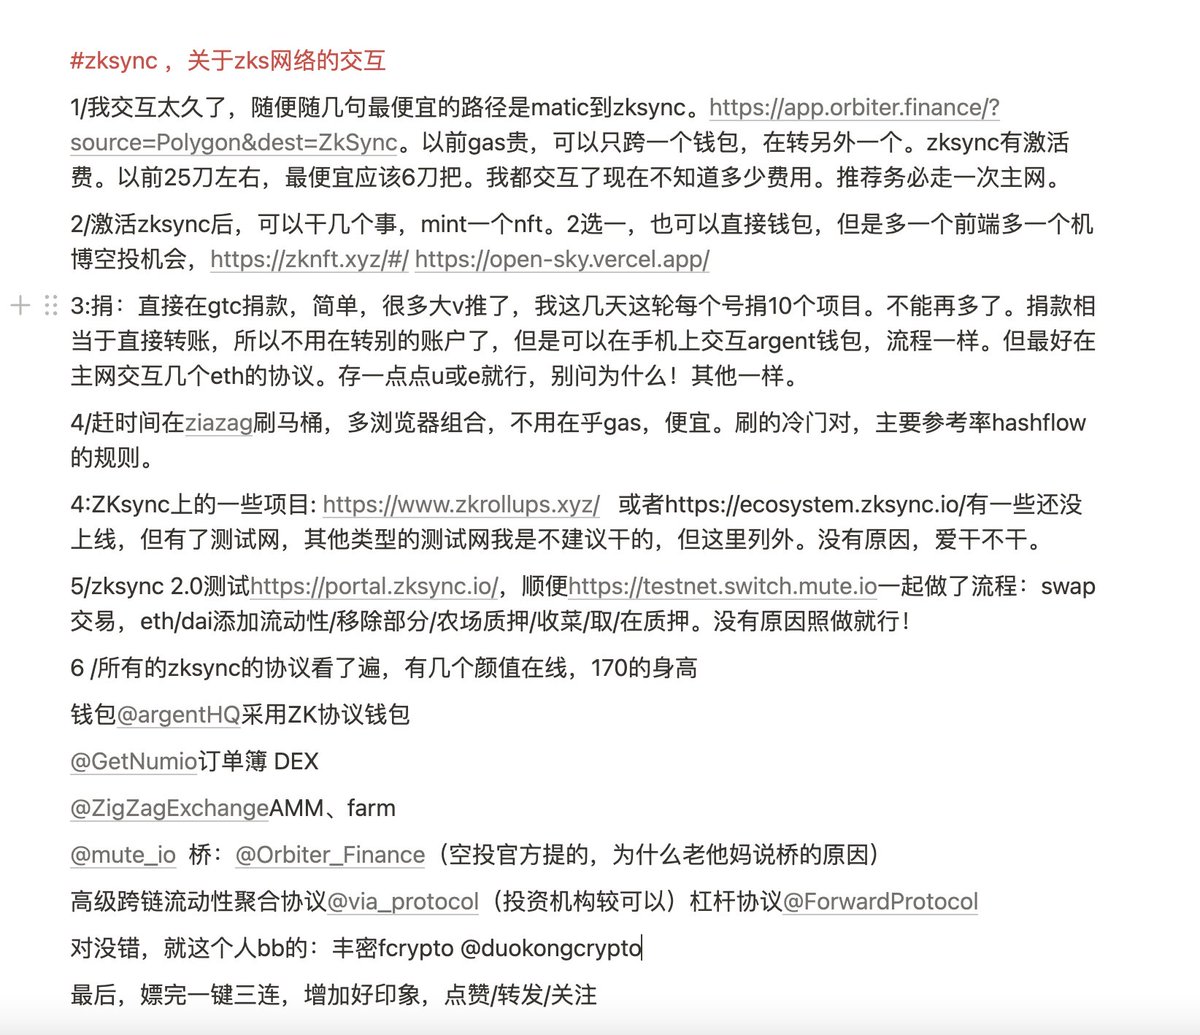 #zksync ，关于zks网络的交互
1/我交互太久了，随便随几句最便宜的路径是matic到zksync。https://app.orbiter.finance/?
source=Polygon&dest=ZkSync。以前gas贵，可以只跨一个钱包，在转另外一个。zksync有激活
费。以前25刀左右，最便宜应该6刀把。我都交互了现在不知道多少费用。推荐务必走一次主网。
2/激活zksync后，可以干几个事，mint一个nft。2选一，也可以直接钱包，但是多一个前端多一个机
博空投机会，https://zknft.xyz/#/ https://open-sky.vercel.app/
3:捐：直接在gtc捐款，简单，很多大v推了，我这几天这轮每个号捐10个项目。不能再多了。捐款相
当于直接转账，所以不用在转别的账户了，但是可以在手机上交互argent钱包，流程一样。但最好在
主网交互几个eth的协议。存一点点u或e就行，别问为什么！其他一样。
4/赶时间在ziazag刷马桶，多浏览器组合，不用在乎gas，便宜。刷的冷门对，主要参考率hashflow
的规则。
4:ZKsync上的一些项目: https://www.zkrollups.xyz/ 或者https://ecosystem.zksync.io/有一些还没
上线，但有了测试网，其他类型的测试网我是不建议干的，但这里列外。没有原因，爱干不干。
5/zksync 2.0测试https://portal.zksync.io/，顺便https://testnet.switch.mute.io一起做了流程：swap
交易，eth/dai添加流动性/移除部分/农场质押/收菜/取/在质押。没有原因照做就行！
6 /所有的zksync的协议看了遍，有几个颜值在线，170的身高
钱包@argentHQ采用ZK协议钱包
@GetNumio订单簿 DEX
@ZigZagExchangeAMM、farm
@mute_io 桥：@Orbiter_Finance（空投官方提的，为什么老他妈说桥的原因）
高级跨链流动性聚合协议@via_protocol（投资机构较可以）杠杆协议@ForwardProtocol
对没错，就这个人bb的：丰密fcrypto @duokongcrypto
最后，嫖完一键三连，增加好印象，点赞/转发/关注